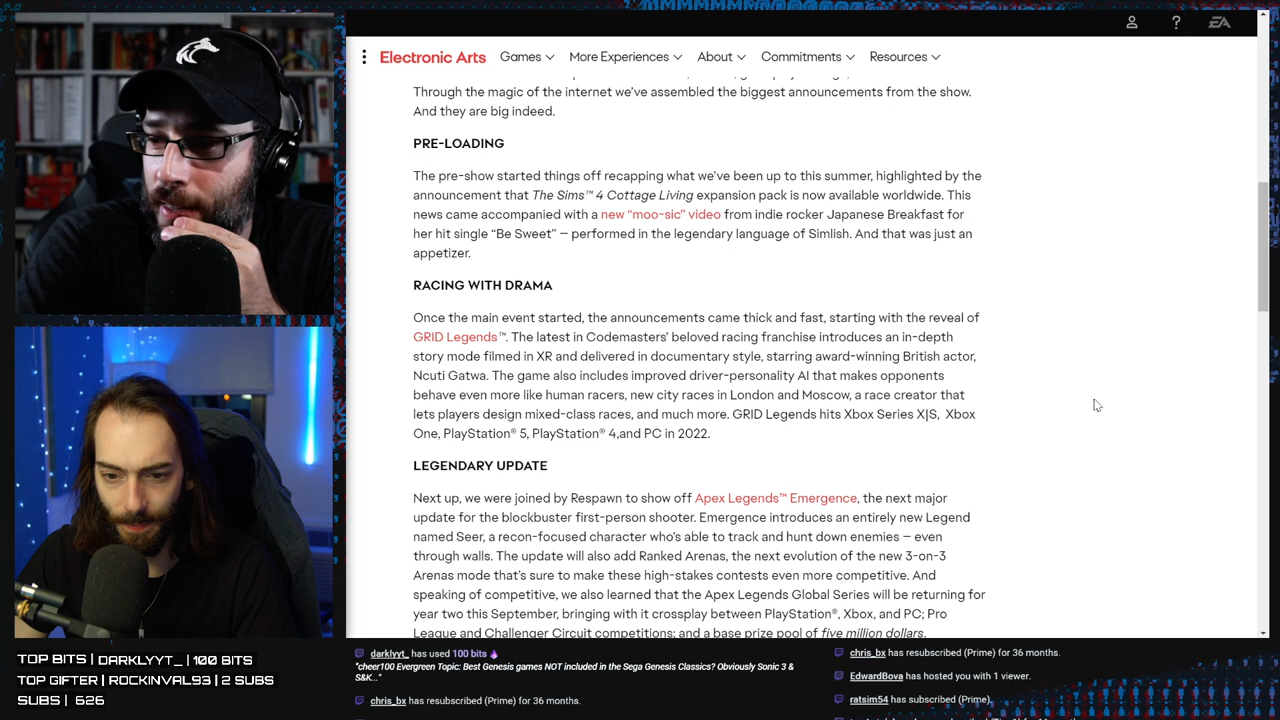 EA
Electronic Arts Games More Experiences About Commitments Resources
Through the magic of the internet we've assembled the biggest announcements from the show.
And they are big indeed.
PRE-LOADING
The pre-show started things off recapping what we've been up to this summer, highlighted by the
announcement that The Sims™ 4 Cottage Living expansion pack is now available worldwide. This
news came accompanied with a new “moo-sic” video from indie rocker Japanese Breakfast for
her hit single “Be Sweet” – performed in the legendary language of Simlish. And that was just an
appetizer.
RACING WITH DRAMA
Once the main event started, the announcements came thick and fast, starting with the reveal of
GRID Legends™. The latest in Codemasters' beloved racing franchise introduces an in-depth
story mode filmed in XR and delivered in documentary style, starring award-winning British actor,
Ncuti Gatwa. The game also includes improved driver-personality AI that makes opponents
behave even more like human racers, new city races in London and Moscow, a race creator that
lets players design mixed-class races, and much more. GRID Legends hits Xbox Series X|S, Xbox
One, PlayStation® 5, PlayStation® 4,and PC in 2022.
LEGENDARY UPDATE
Next up, we were joined by Respawn to show off Apex Legends™ Emergence, the next major
update for the blockbuster first-person shooter. Emergence introduces an entirely new Legend
named Seer, a recon-focused character who's able to track and hunt down enemies – even
through walls. The update will also add Ranked Arenas, the next evolution of the new 3-on-3
Arenas mode that's sure to make these high-stakes contests even more competitive. And
speaking of competitive, we also learned that the Apex Legends Global Series will be returning for
year two this September, bringing with it crossplay between PlayStation®, Xbox, and PC; Pro
League and Challenger Circuit competitions; and a base prize pool of five million dollars.
TOP BITS | DARKLYYT_ | 100 BITS
TOP GIFTER | ROCKINVAL93 | 2 SUBS
SUBS | 626
darklyyt_ has used 100 bits
"cheer100 Evergreen Topic: Best Genesis games NOT included in the Sega Genesis Classics? Obviously Sonic 3 &
S&K..."
chris_bx has resubscribed (Prime) for 36 months.
chris_bx has resubscribed (Prime) for 36 months.
EdwardBova has hosted you with 1 viewer.
ratsim54 has subscribed (Prime).